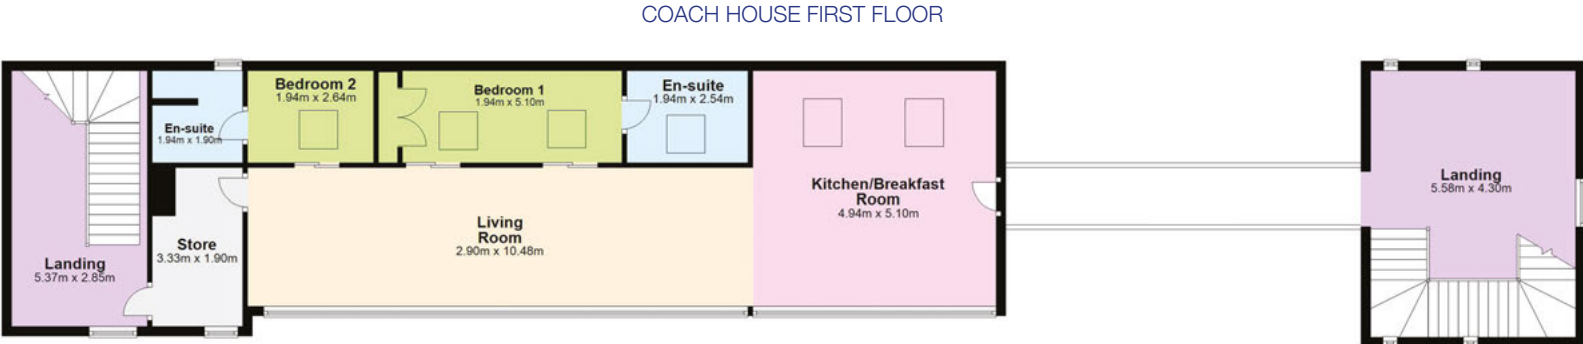 COACH HOUSE FIRST FLOOR
Bedroom 2
1.94m x 2.64m
Bedroom 1
1.94m x 5.10m
En-suite
1.94m x 2.54m
En-suite
1.94m x 1.90m
Kitchen/Breakfast
Room
4.94m x 5.10m
Landing
5.58m x 4.30m
Living
Room
2.90m x 10.48m
Store
3.33m x 1.90m
Landing
5.37m x 2.85m